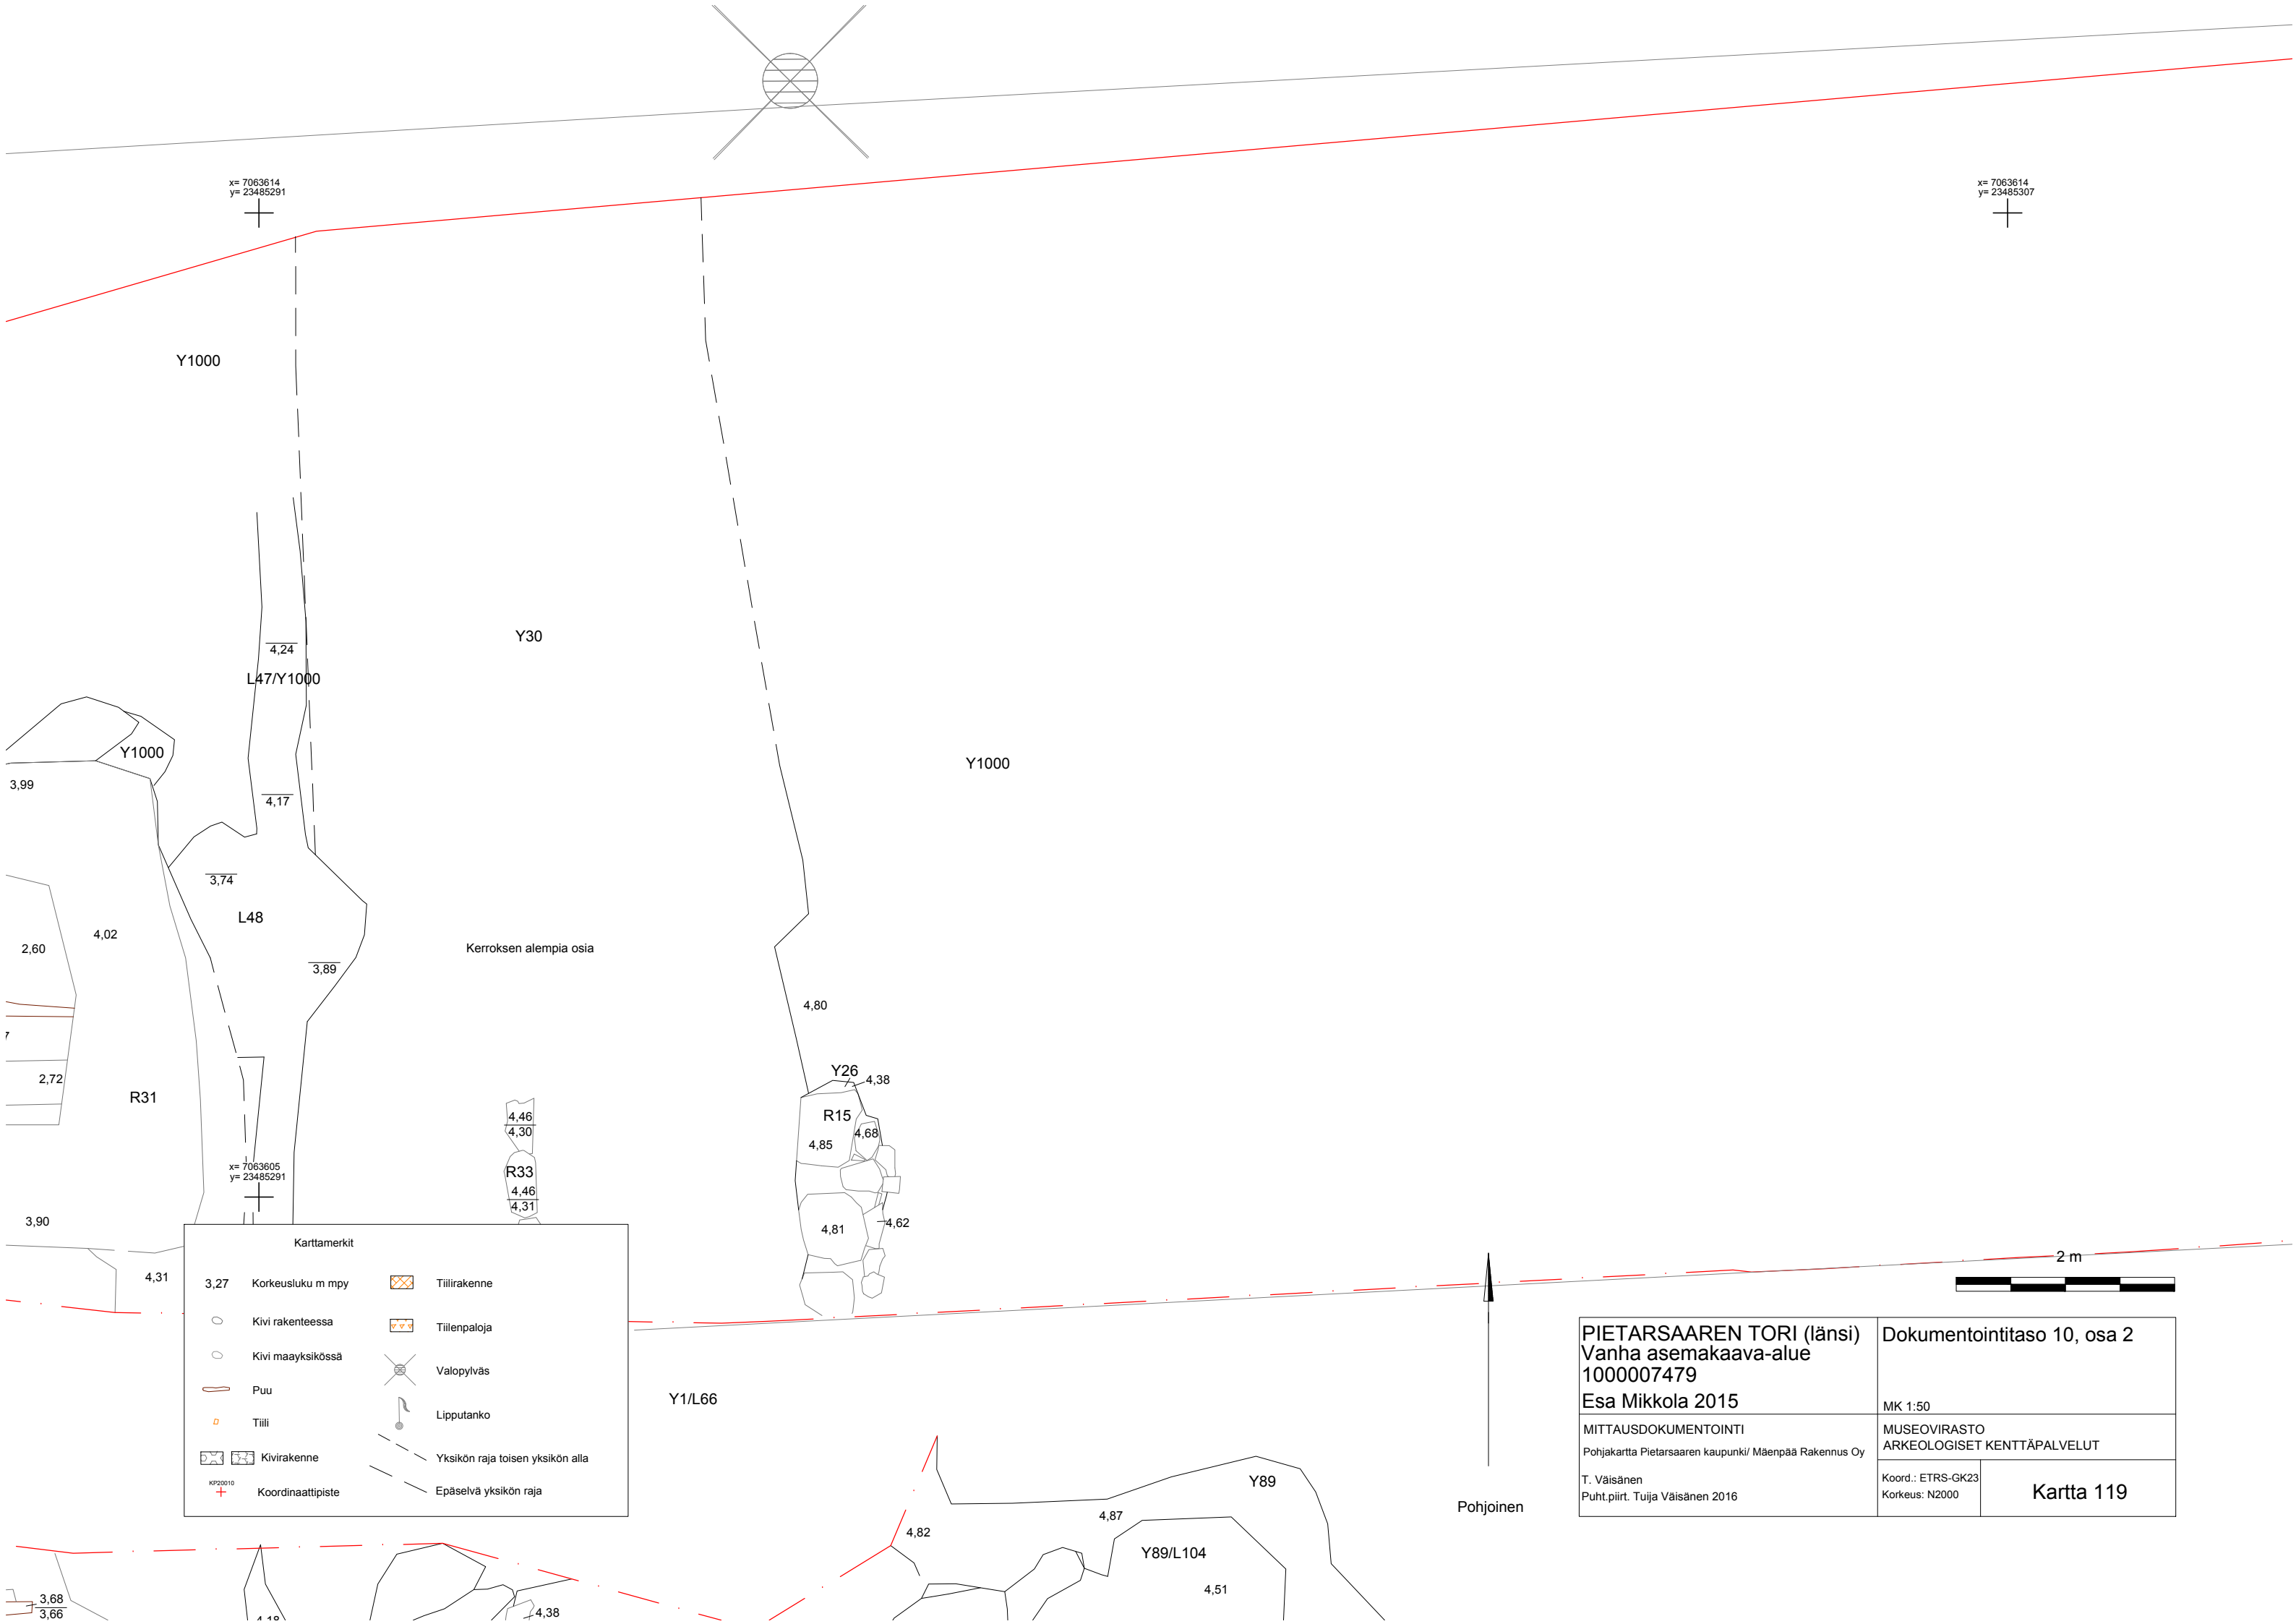 x= 7063614
y= 23485291
x= 7063614
y= 23485307
Y1000
Y30
4,24
L47/Y1000
Y1000
3,99
4,17
Y1000
3,74
L48
4,02
2,60
3,89
Kerroksen alempia osia
4,80
7
2,72
R31
Y26
4,38
R15
4,85
4,68
4,46
4,30
R33
4,46
4,31
x= 7063605
y= 23485291
3,90
4,81
4,62
4,31
Karttamerkit
3,27 Korkeusluku m mpy
Kivi rakenteessa
Kivi maayksikössä
Puu
Tiili
Kivirakenne
KP20010
Koordinaattipiste
Tiilirakenne
Tiilenpaloja
Valopylväs
Lipputanko
Yksikön raja toisen yksikön alla
Epäselvä yksikön raja
Y1/L66
2 m
Pohjoinen
PIETARSAAREN TORI (länsi)
Vanha asemakaava-alue
1000007479
Esa Mikkola 2015
Dokumentointitaso 10, osa 2
MK 1:50
MITTAUSDOKUMENTOINTI
Pohjakartta Pietarsaaren kaupunki/ Mäenpää Rakennus Oy
T. Väisänen
Puht.piirt. Tuija Väisänen 2016
MUSEOVIRASTO
ARKEOLOGISET KENTTÄPALVELUT
Koord.: ETRS-GK23
Korkeus: N2000
Kartta 119
Y89
4,87
4,82
Y89/L104
4,51
3,68
3,66
4,18
4,38